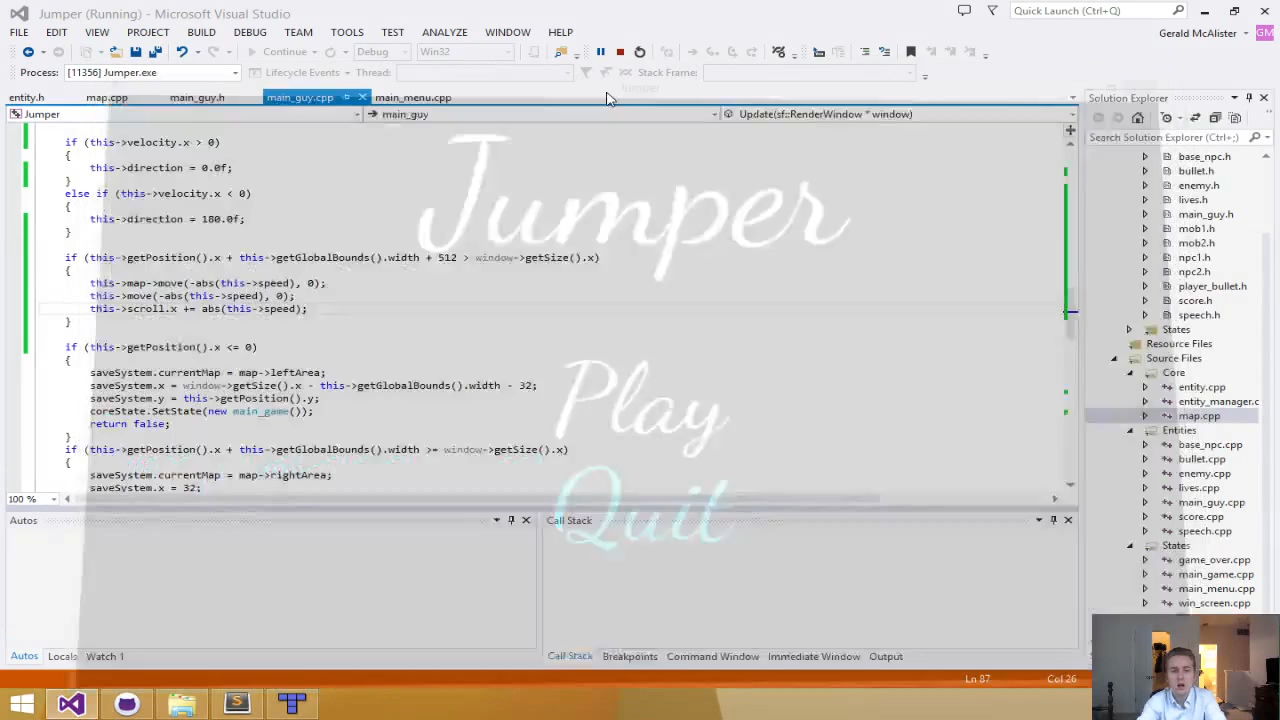 Jumper (Running) - Microsoft Visual Studio
Quick Launch (Ctrl+Q)
FILE EDIT VIEW PROJECT BUILD DEBUG TEAM TOOLS TEST ANALYZE WINDOW HELP
Gerald McAlister GM
Continue Debug Win32
Process: [11356] Jumper.exe Lifecycle Events Thread: Stack Frame:
Jumper
entity.h map.cpp main_guy.h main_guy.cpp main_menu.cpp
Solution Explorer
Jumper main_guy Update(sf::RenderWindow * window)
Search Solution Explorer (Ctrl+;)
if (this->velocity.x > 0)
{
this->direction = 0.0f;
}
else if (this->velocity.x < 0)
{
this->direction = 180.0f;
}
if (this->getPosition().x + this->getGlobalBounds().width + 512 > window->getSize().x)
{
this->map->move(-abs(this->speed), 0);
this->move(-abs(this->speed), 0);
this->scroll.x += abs(this->speed);
}
if (this->getPosition().x <= 0)
{
saveSystem.currentMap = map->leftArea;
saveSystem.x = window->getSize().x - this->getGlobalBounds().width - 32;
saveSystem.y = this->getPosition().y;
coreState.SetState(new main_game());
return false;
}
if (this->getPosition().x + this->getGlobalBounds().width >= window->getSize().x)
{
saveSystem.currentMap = map->rightArea;
saveSystem.x = 32;
100 %
Jumper
Play
Quit
base_npc.h
bullet.h
enemy.h
lives.h
main_guy.h
mob1.h
mob2.h
npc1.h
npc2.h
player_bullet.h
score.h
speech.h
States
Resource Files
Source Files
Core
entity.cpp
entity_manager.c
map.cpp
Entities
base_npc.cpp
bullet.cpp
enemy.cpp
lives.cpp
main_guy.cpp
score.cpp
speech.cpp
States
game_over.cpp
main_game.cpp
main_menu.cpp
win_screen.cpp
Autos
Call Stack
Autos Locals Watch 1
Call Stack Breakpoints Command Window Immediate Window Output
Ln 87 Col 26